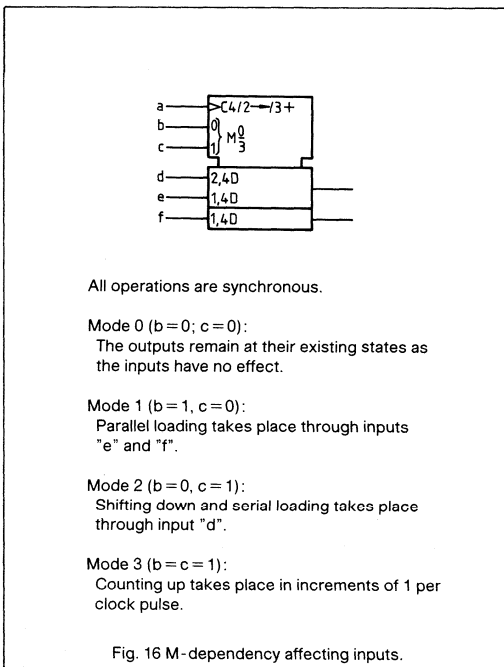 a >C4/2→/3+
b 0
c 1 } M 0/3
d 2,4D
e 1,4D
f 1,4D
All operations are synchronous.
Mode 0 (b=0; c=0):
The outputs remain at their existing states as
the inputs have no effect.
Mode 1 (b=1, c=0):
Parallel loading takes place through inputs
"e" and "f".
Mode 2 (b=0, c=1):
Shifting down and serial loading takes place
through input "d".
Mode 3 (b=c=1):
Counting up takes place in increments of 1 per
clock pulse.
Fig. 16 M-dependency affecting inputs.